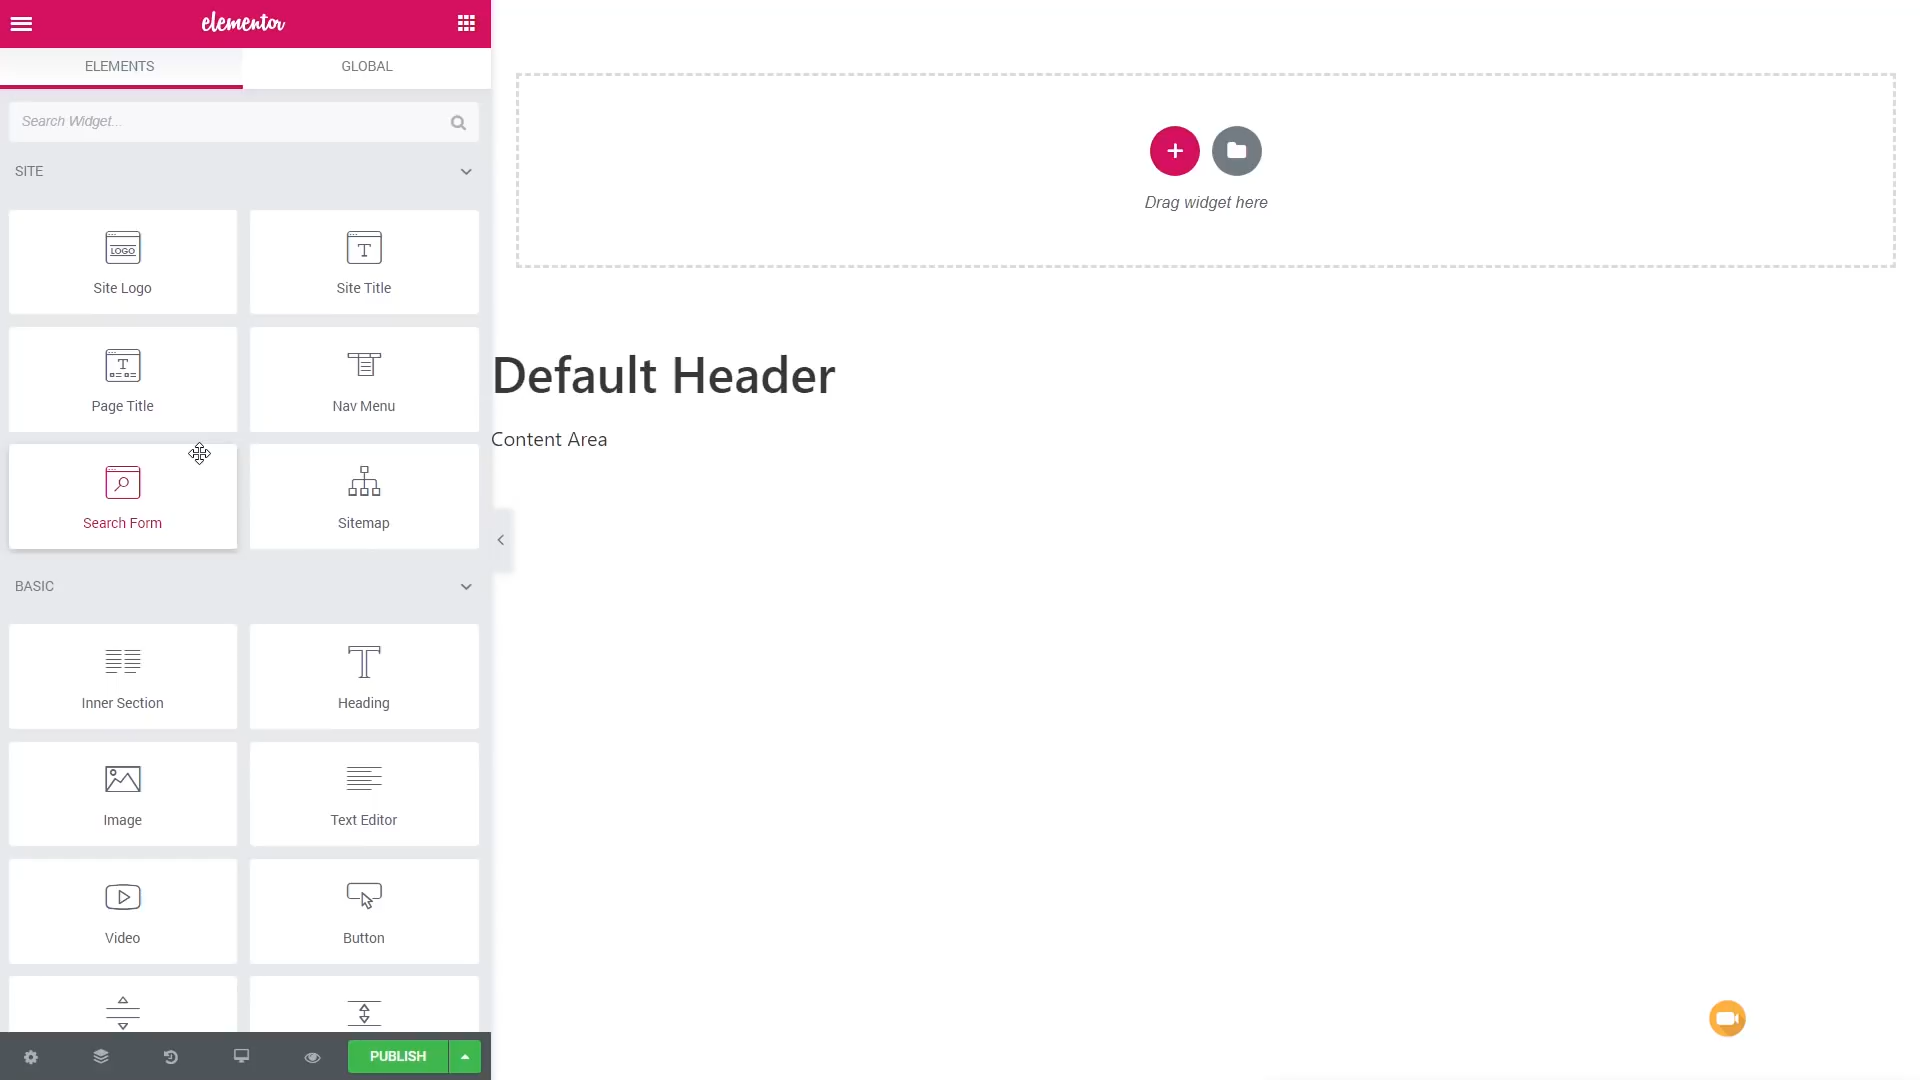 elementor
ELEMENTS
GLOBAL
Search Widget...
SITE
LOGO
Site Logo
T
Site Title
T
Page Title
Nav Menu
Search Form
Sitemap
BASIC
Inner Section
Heading
Image
Text Editor
Video
Button
PUBLISH
Drag widget here
Default Header
Content Area